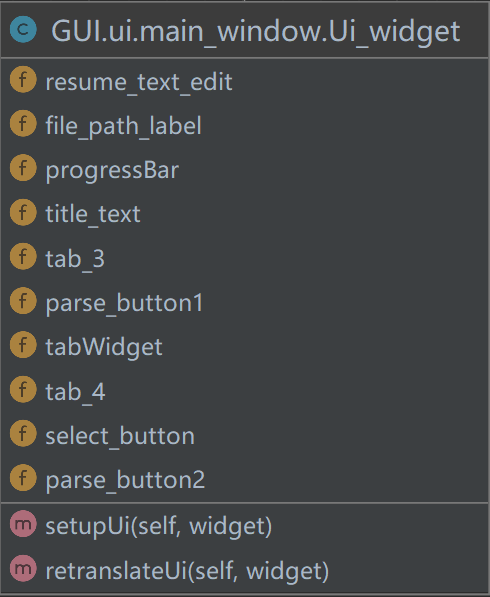 C GUI.ui.main_window.Ui_widget
f resume_text_edit
f file_path_label
f progressBar
f title_text
f tab_3
f parse_button1
f tabWidget
f tab_4
f select_button
f parse_button2
m setupUi(self, widget)
m retranslateUi(self, widget)